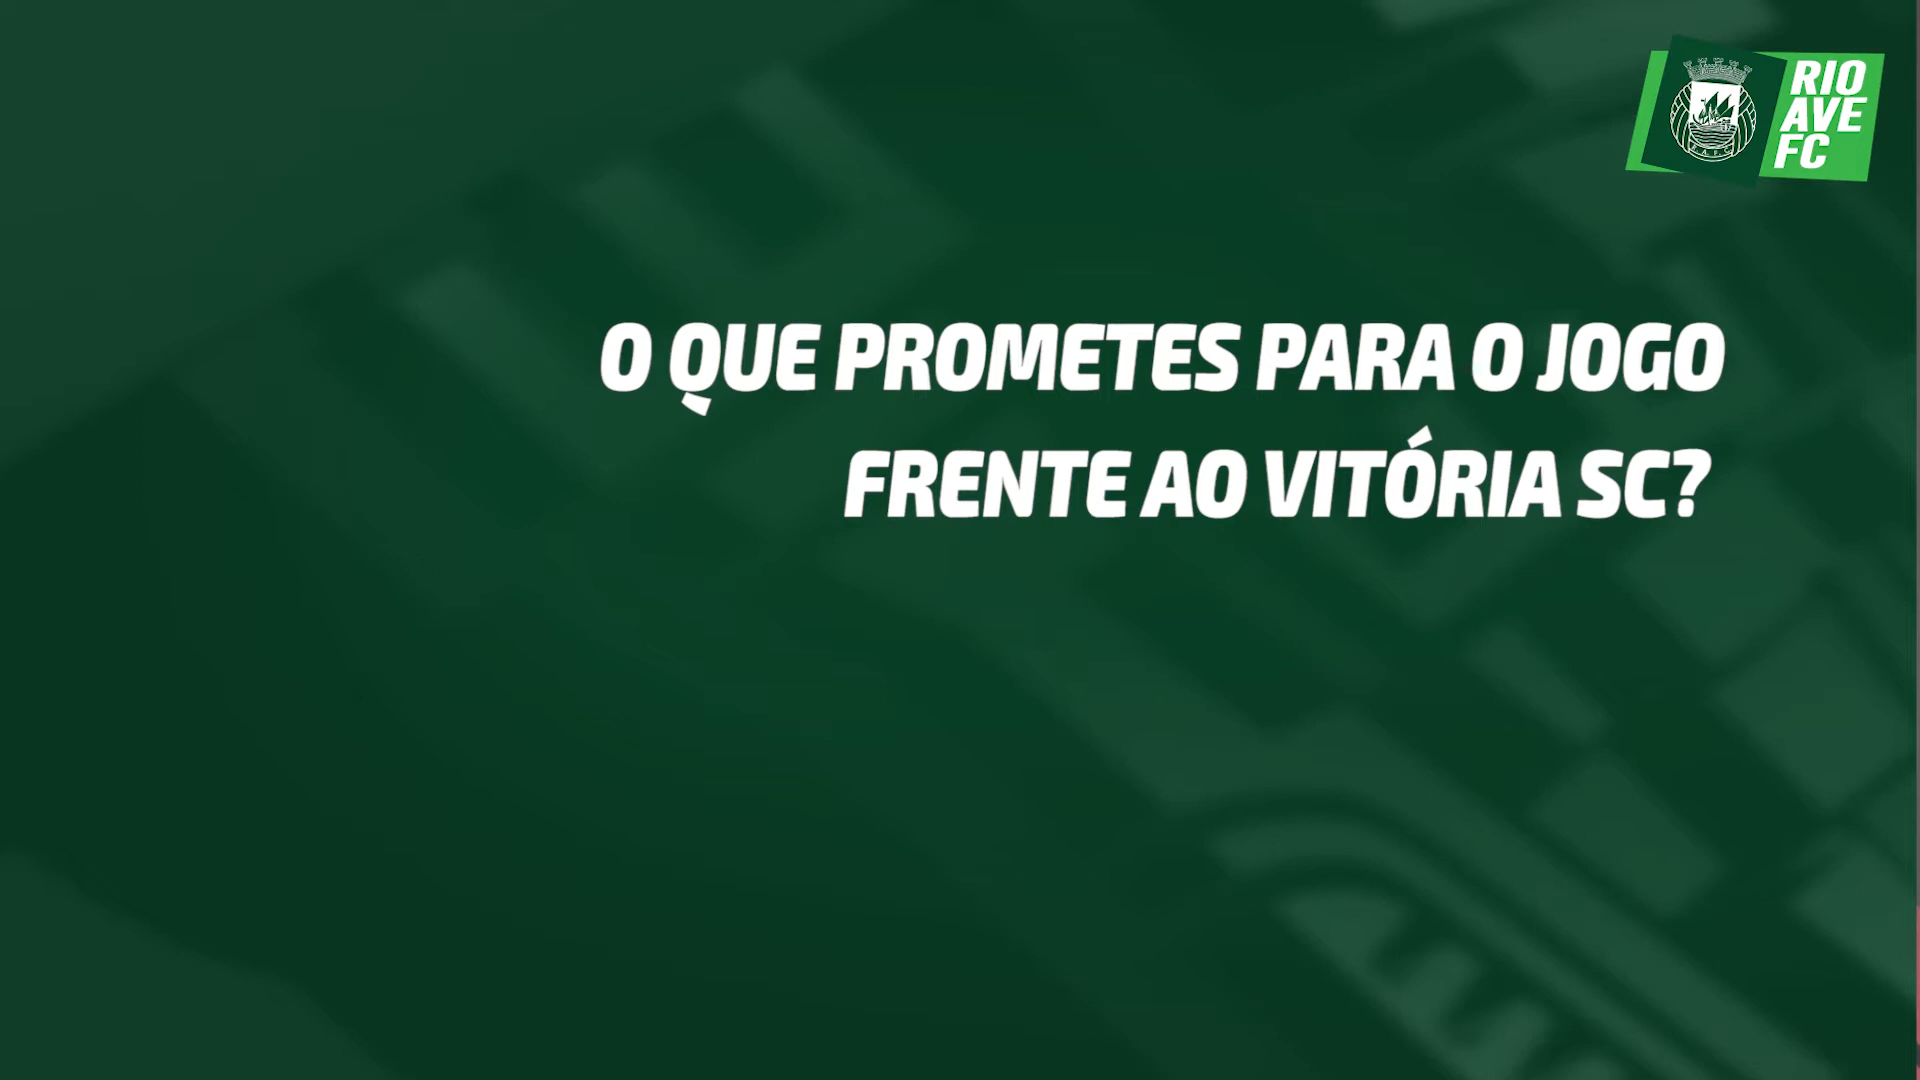 RIO
AVE
FC
O QUE PROMETES PARA O JOGO
FRENTE AO VITÓRIA SC?